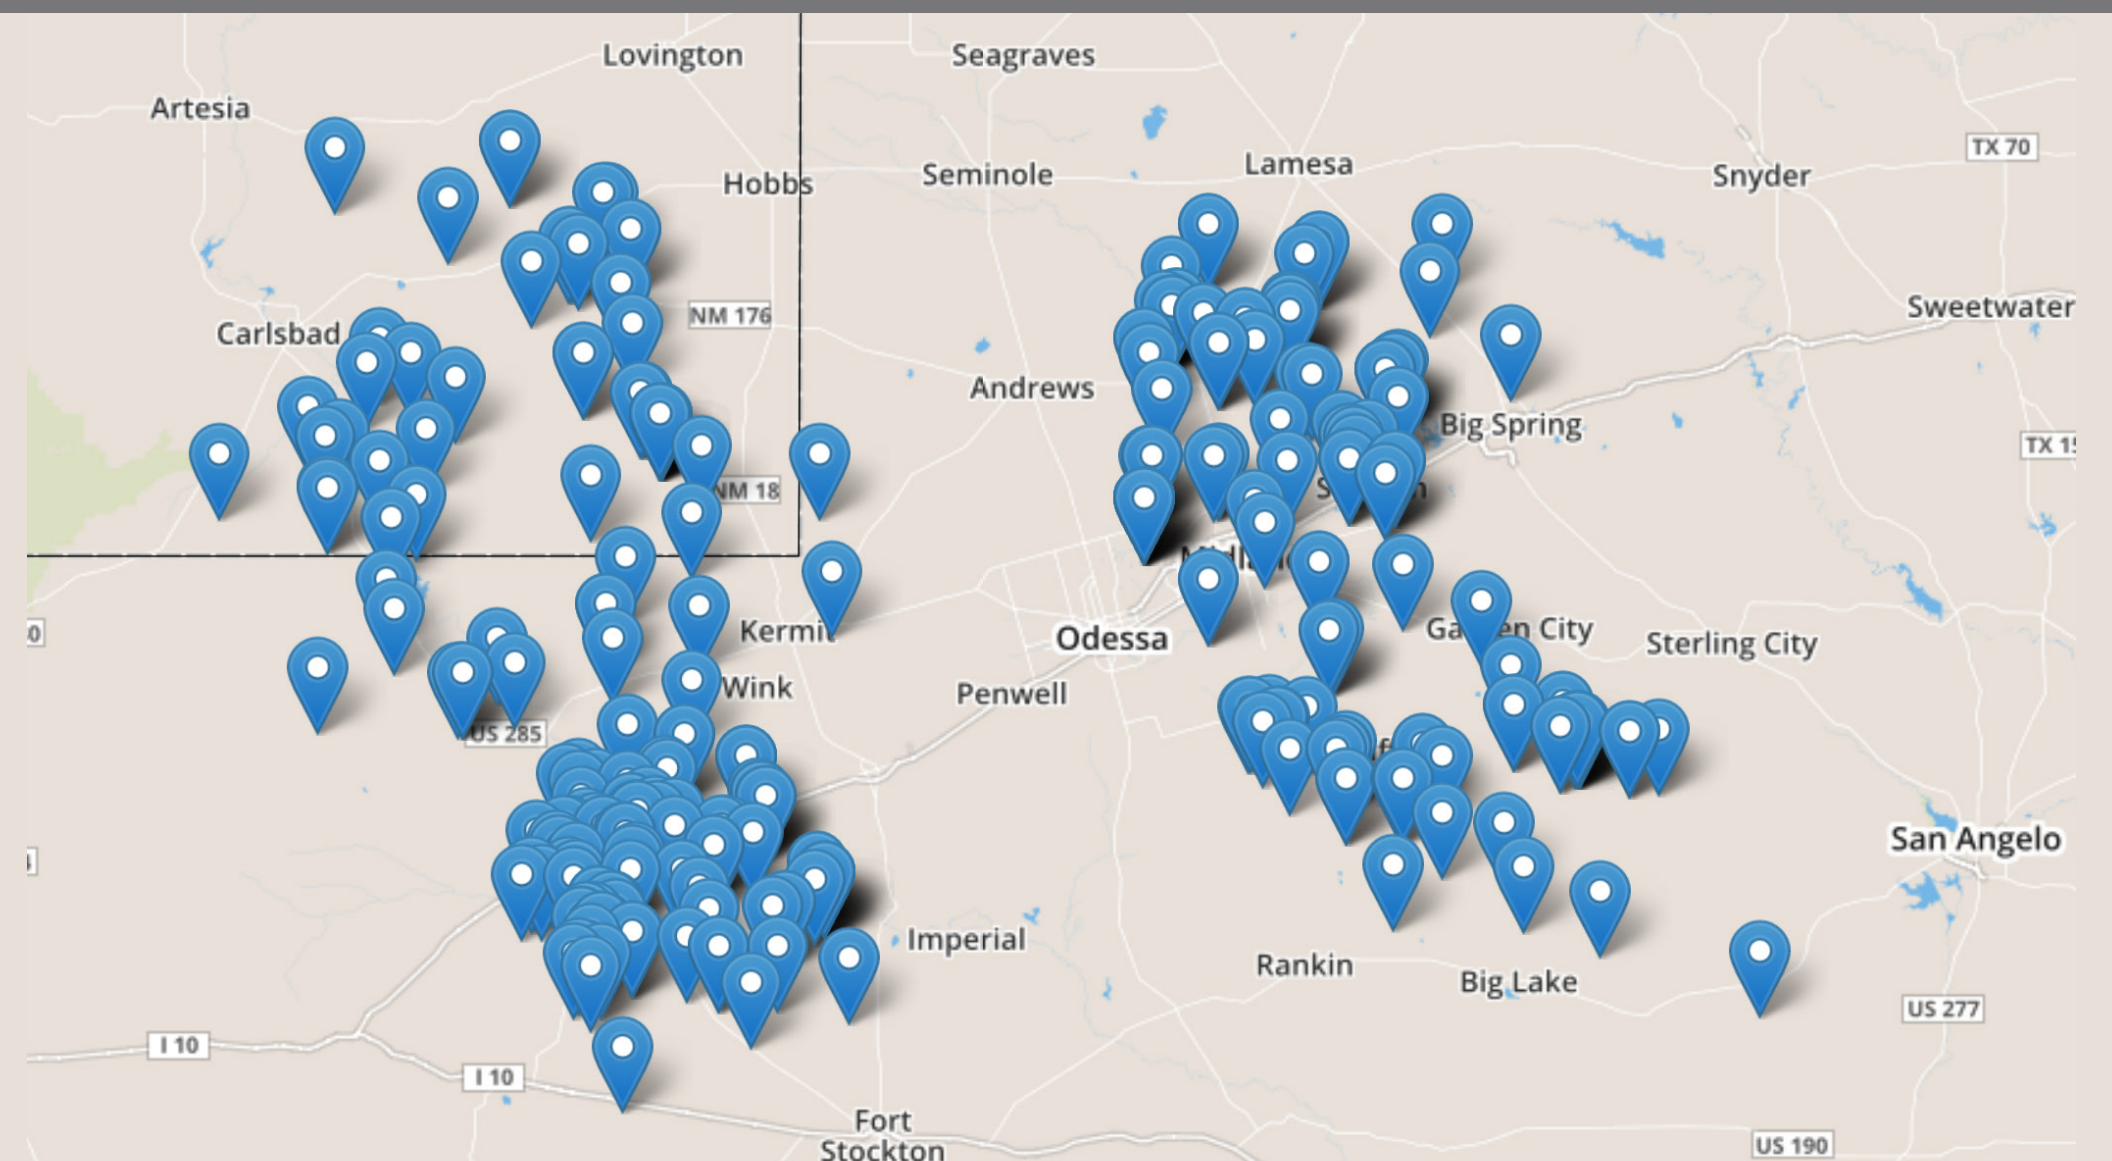 Lovington
Seagraves
Artesia
TX 70
Lamesa
Snyder
Hobbs
Seminole
Sweetwater
NM 176
Carlsbad
Andrews
Big Spring
NM 18
Kermit
Odessa
Sterling City
Wink
Penwell
US 285
San Angelo
Imperial
Rankin
Big Lake
US 277
I 10
I 10
Fort
Stockton
US 190